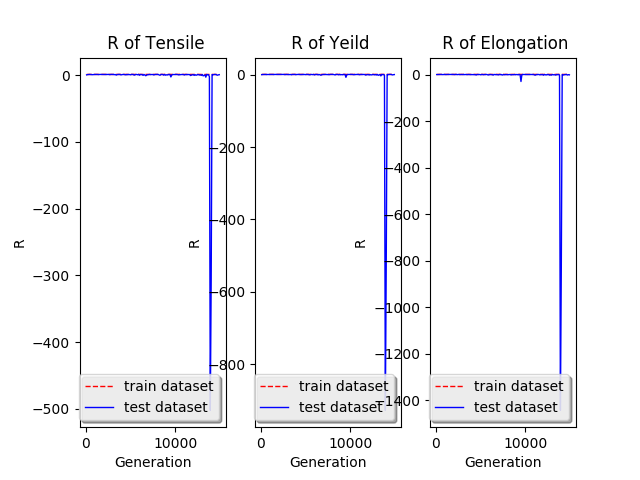 R of Tensile
R of Yeild
R of Elongation
R
0
−100
−200
−300
−400
−500
R
0
−200
−400
−600
−800
R
0
−200
−400
−600
−800
−1000
−1200
−1400
train dataset
test dataset
train dataset
test dataset
train dataset
test dataset
0 10000
0 10000
0 10000
Generation
Generation
Generation